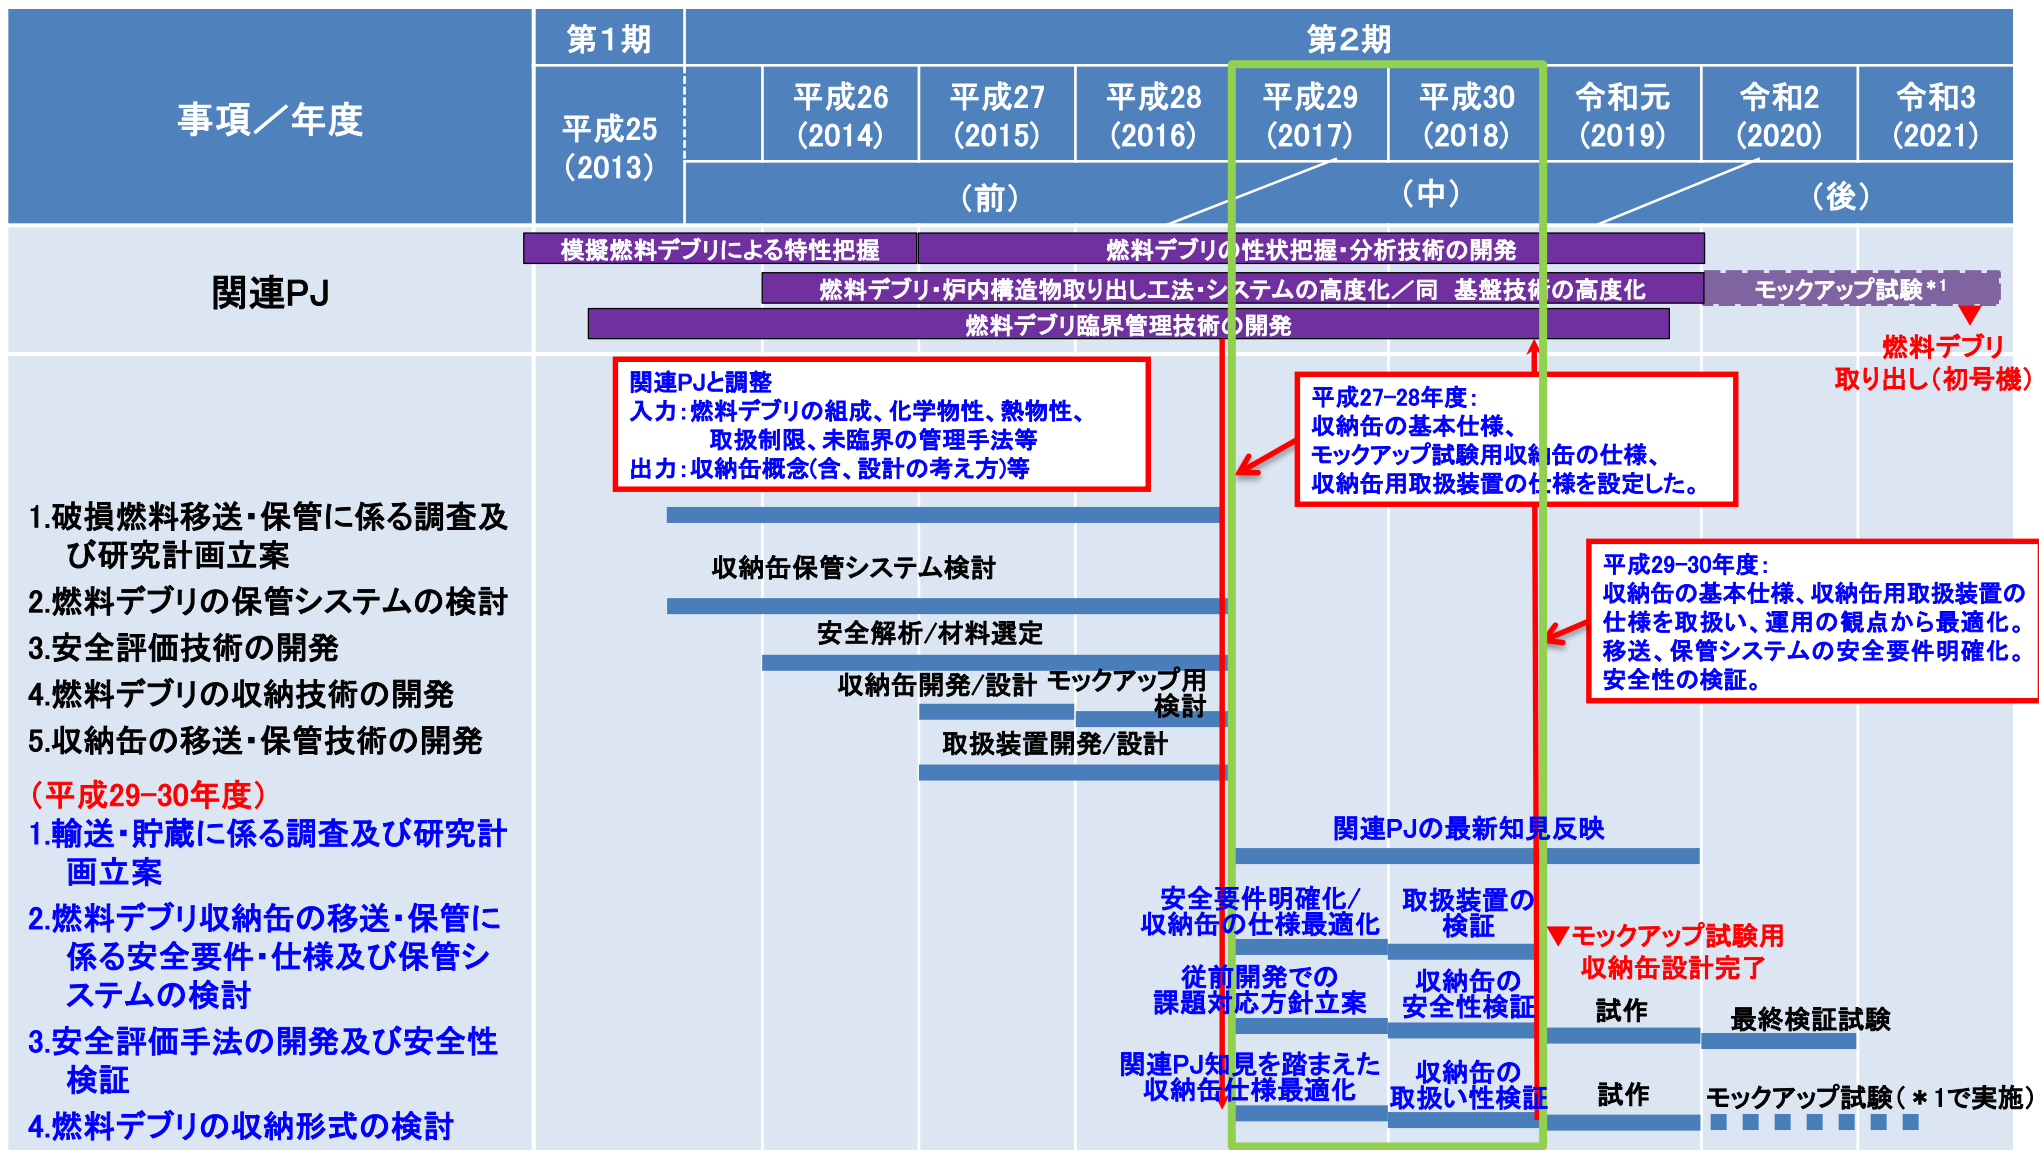 事項／年度
第１期
第２期
平成25
（2013）
平成26
（2014）
平成27
（2015）
平成28
（2016）
平成29
（2017）
平成30
（2018）
令和元
（2019）
令和2
（2020）
令和3
（2021）
（前）
（中）
（後）
関連PJ
模擬燃料デブリによる特性把握
燃料デブリの性状把握・分析技術の開発
燃料デブリ・炉内構造物取り出し工法・システムの高度化／同　基盤技術の高度化
モックアップ試験*1
燃料デブリ臨界管理技術の開発
▼
燃料デブリ
取り出し（初号機）
関連PJと調整
入力：燃料デブリの組成、化学物性、熱物性、
取扱制限、未臨界の管理手法等
出力：収納缶概念(含、設計の考え方)等
平成27-28年度：
収納缶の基本仕様、
モックアップ試験用収納缶の仕様、
収納缶用取扱装置の仕様を設定した。
平成29-30年度：
収納缶の基本仕様、収納缶用取扱装置の
仕様を取扱い、運用の観点から最適化。
移送、保管システムの安全要件明確化。
安全性の検証。
1.破損燃料移送・保管に係る調査及
び研究計画立案
2.燃料デブリの保管システムの検討
3.安全評価技術の開発
4.燃料デブリの収納技術の開発
5.収納缶の移送・保管技術の開発
収納缶保管システム検討
安全解析/材料選定
収納缶開発/設計
モックアップ用
検討
取扱装置開発/設計
（平成29-30年度）
1.輸送・貯蔵に係る調査及び研究計
画立案
2.燃料デブリ収納缶の移送・保管に
係る安全要件・仕様及び保管シ
ステムの検討
3.安全評価手法の開発及び安全性
検証
4.燃料デブリの収納形式の検討
関連PJの最新知見反映
安全要件明確化/
収納缶の仕様最適化
取扱装置の
検証
▼モックアップ試験用
収納缶設計完了
従前開発での
課題対応方針立案
収納缶の
安全性検証
試作
最終検証試験
関連PJ知見を踏まえた
収納缶仕様最適化
収納缶の
取扱い性検証
試作
モックアップ試験（＊1で実施）